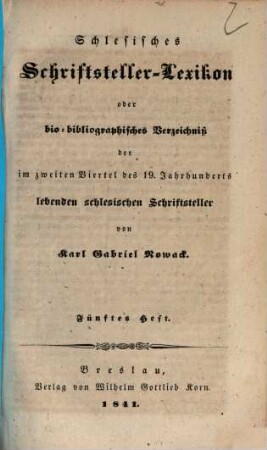 Schlesisches
Schriftsteller-Lexikon
oder
bio-bibliographisches Verzeichniß
der
im zweiten Viertel des 19. Jahrhunderts
lebenden schlesischen Schriftsteller
von
Karl Gabriel Nowack.
Fünftes Heft.
Breslau,
Verlag von Wilhelm Gottlieb Korn.
1841.